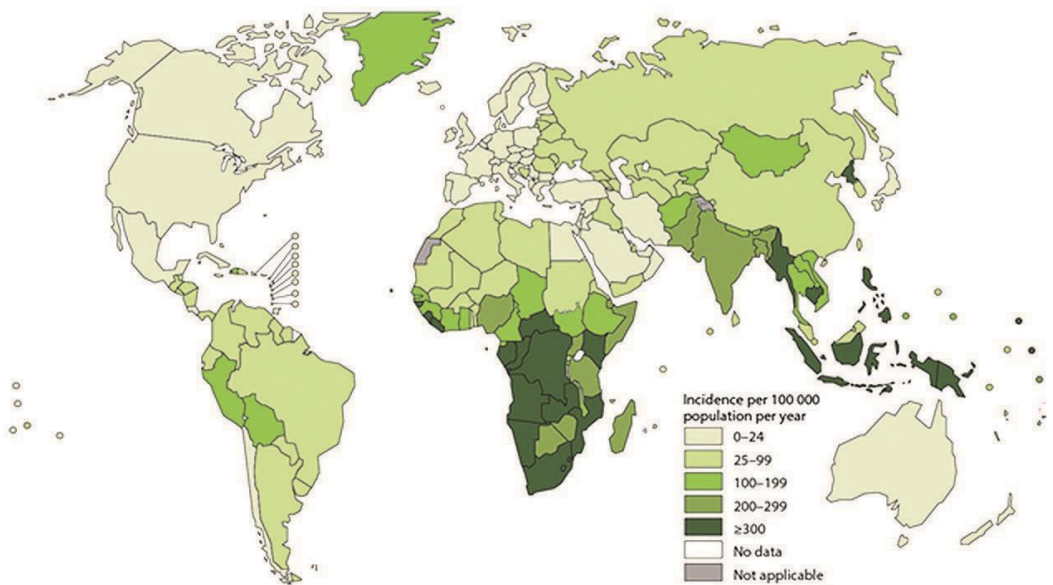 Incidence per 100 000
population per year
0–24
25–99
100–199
200–299
≥300
No data
Not applicable